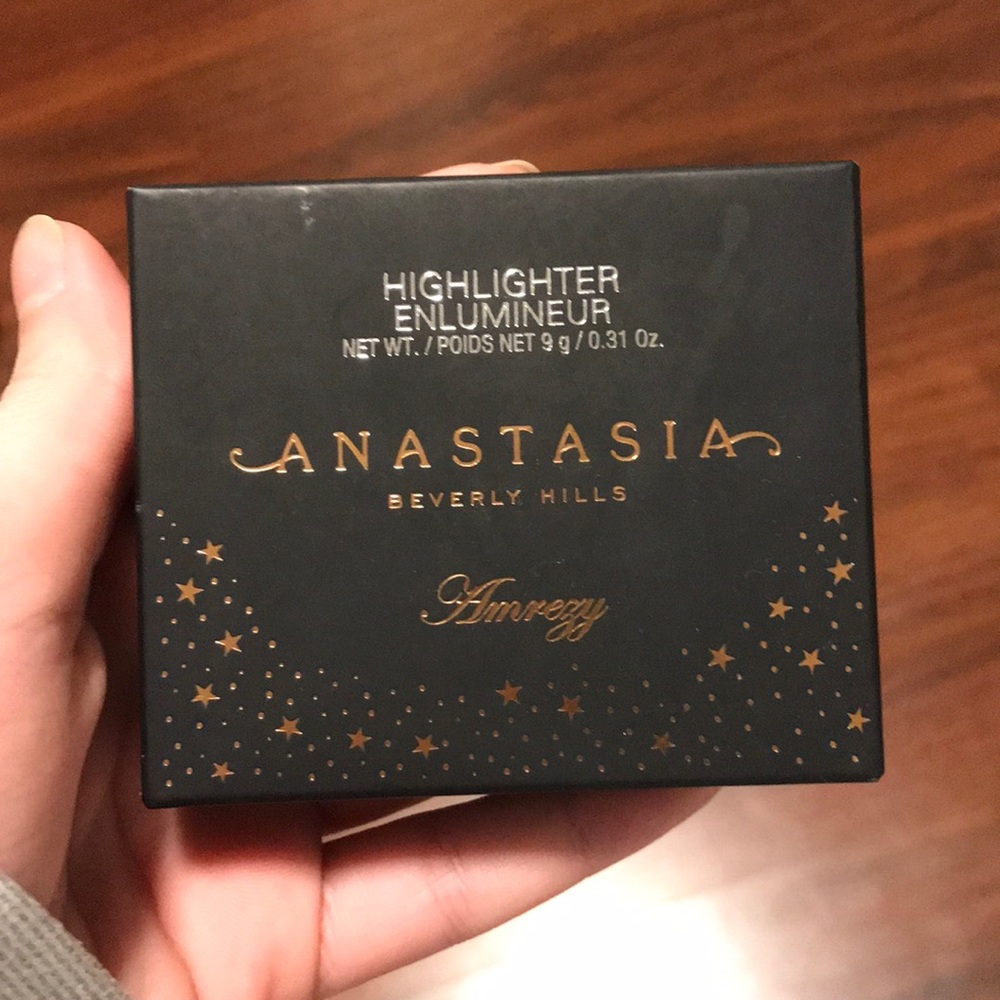 HIGHLIGHTER
ENLUMINEUR
NET WT. / POIDS NET 9 g / 0.31 Oz.
ANASTASIA
BEVERLY HILLS
Amrezy